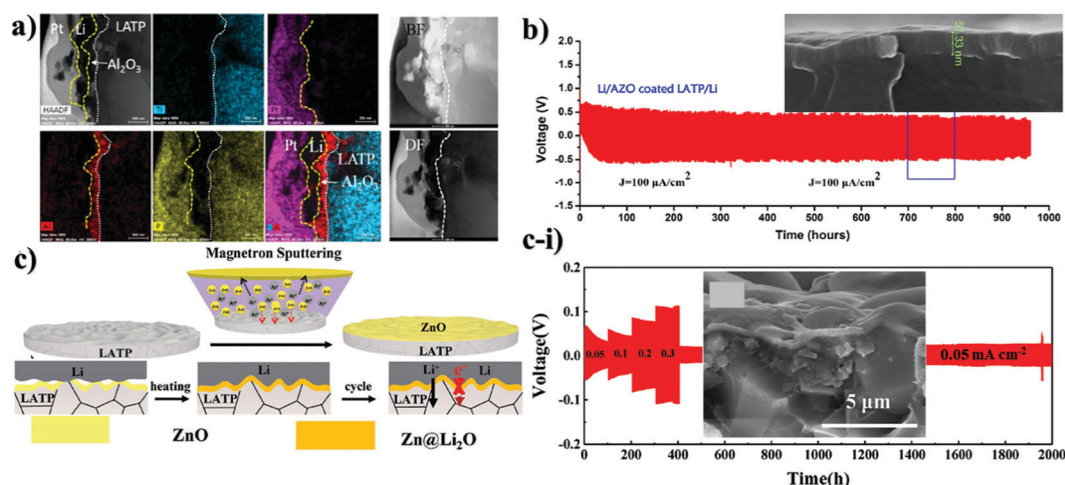 a)
Pt Li LATP
Al₂O₃
HAADF
Ti
Pt
BF
Al
P
Pt Li
LATP
Al₂O₃
DF
b)
Voltage (V)
2.0
1.5
1.0
0.5
0.0
-0.5
-1.0
-1.5
Li/AZO coated LATP/Li
J=100 μA/cm²
J=100 μA/cm²
0 100 200 300 400 500 600 700 800 900 1000
Time (hours)
c)
Magnetron Sputtering
LATP
ZnO
LATP
Li
LATP
heating
Li
LATP
cycle
Li⁺ e⁻ Li
LATP
ZnO
Zn@Li₂O
c-i)
Voltage(V)
0.2
0.1
0.0
-0.1
-0.2
0.05 0.1 0.2 0.3
5 μm
0.05 mA cm⁻²
0 200 400 600 800 1000 1200 1400 1600 1800 2000
Time(h)